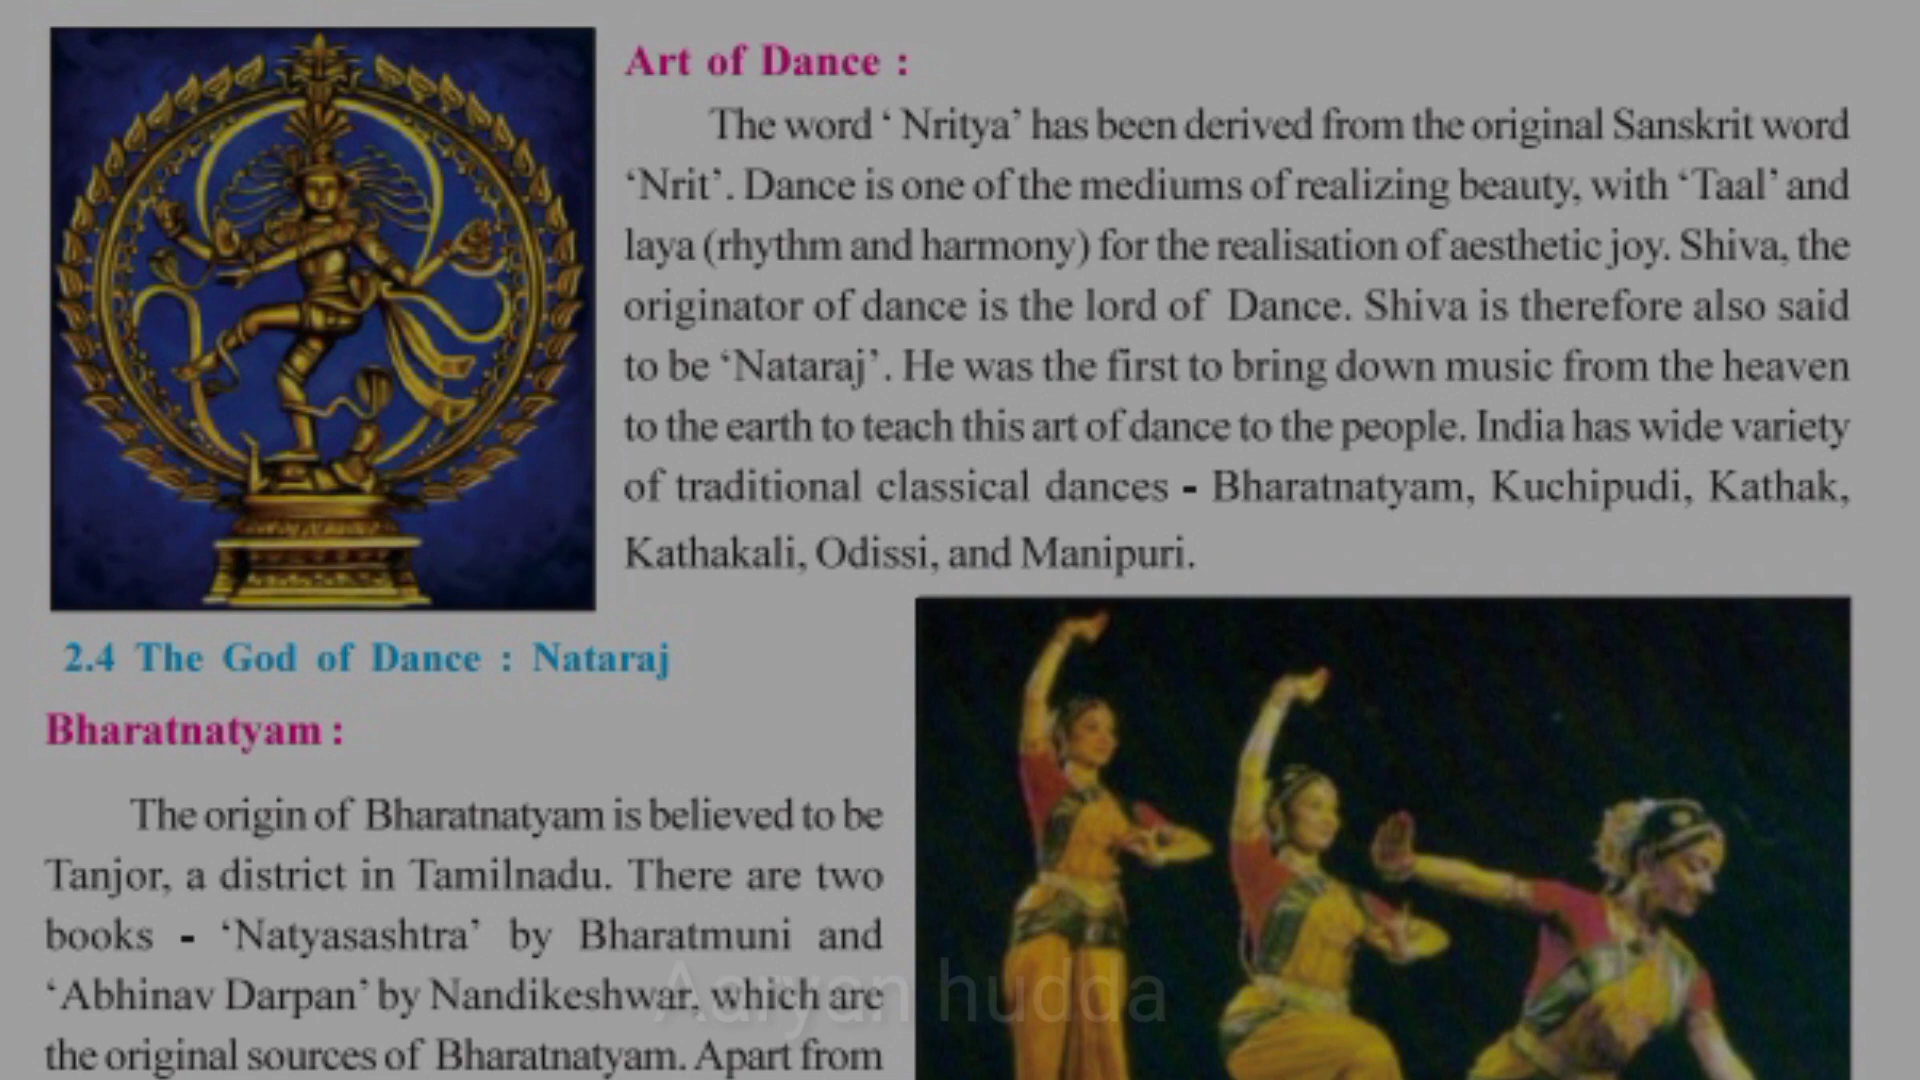 Art of Dance :
The word ‘ Nritya’ has been derived from the original Sanskrit word
‘Nrit’. Dance is one of the mediums of realizing beauty, with ‘Taal’ and
laya (rhythm and harmony) for the realisation of aesthetic joy. Shiva, the
originator of dance is the lord of Dance. Shiva is therefore also said
to be ‘Nataraj’. He was the first to bring down music from the heaven
to the earth to teach this art of dance to the people. India has wide variety
of traditional classical dances - Bharatnatyam, Kuchipudi, Kathak,
Kathakali, Odissi, and Manipuri.
2.4 The God of Dance : Nataraj
Bharatnatyam :
The origin of Bharatnatyam is believed to be
Tanjor, a district in Tamilnadu. There are two
books - ‘Natyasashtra’ by Bharatmuni and
‘Abhinav Darpan’ by Nandikeshwar, which are
the original sources of Bharatnatyam. Apart from
Aaryan hudda